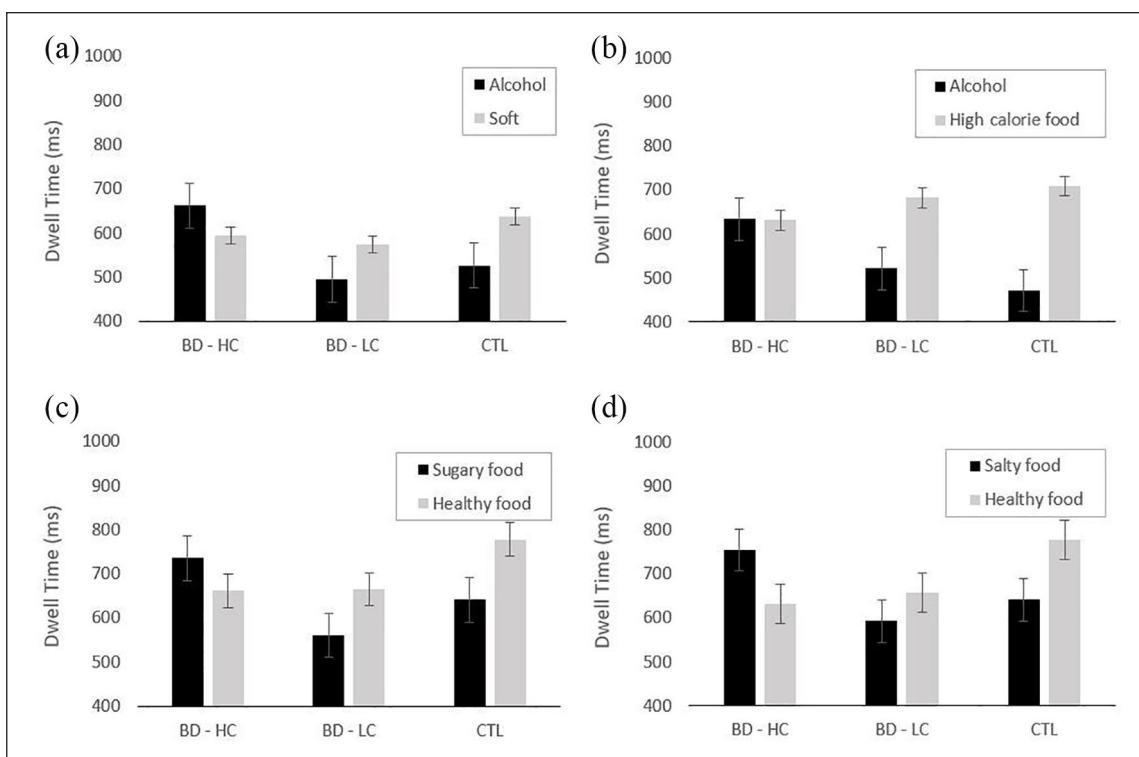 (a)
1000
900
800
700
600
500
400
Dwell Time (ms)
Alcohol
Soft
BD - HC BD - LC CTL
(b)
1000
900
800
700
600
500
400
Dwell Time (ms)
Alcohol
High calorie food
BD - HC BD - LC CTL
(c)
1000
900
800
700
600
500
400
Dwell Time (ms)
Sugary food
Healthy food
BD - HC BD - LC CTL
(d)
1000
900
800
700
600
500
400
Dwell Time (ms)
Salty food
Healthy food
BD - HC BD - LC CTL